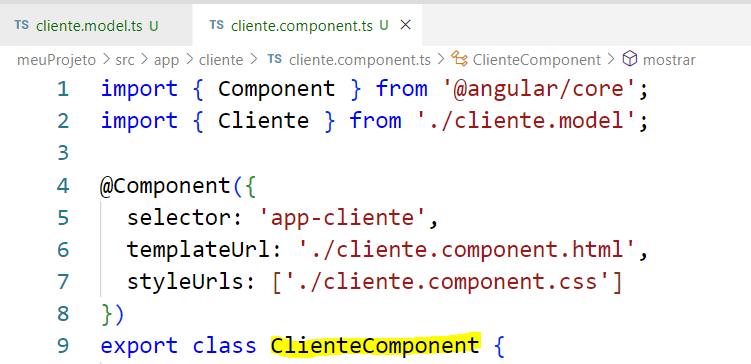 TS cliente.model.ts U TS cliente.component.ts U
meuProjeto > src > app > cliente > TS cliente.component.ts > ClienteComponent > mostrar
1 import { Component } from '@angular/core';
2 import { Cliente } from './cliente.model';
3
4 @Component({
5 selector: 'app-cliente',
6 templateUrl: './cliente.component.html',
7 styleUrls: ['./cliente.component.css']
8 })
9 export class ClienteComponent {